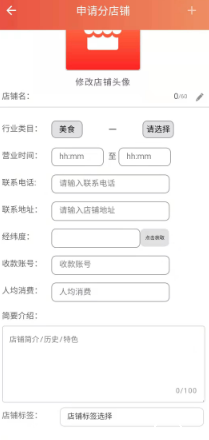 申请分店铺
修改店铺头像
店铺名：
行业类目： 美食 — 请选择
营业时间： hh:mm 至 hh:mm
联系电话： 请输入联系电话
联系地址： 请输入店铺地址
经纬度： 点击获取
收款账号： 收款账号
人均消费： 人均消费
简要介绍：
店铺简介/历史/特色
0/100
店铺标签： 店铺标签选择